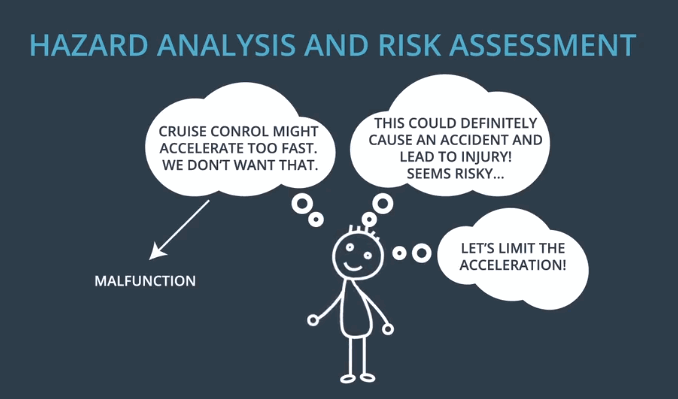 HAZARD ANALYSIS AND RISK ASSESSMENT
CRUISE CONROL MIGHT
ACCELERATE TOO FAST.
WE DON'T WANT THAT.
THIS COULD DEFINITELY
CAUSE AN ACCIDENT AND
LEAD TO INJURY!
SEEMS RISKY...
LET'S LIMIT THE
ACCELERATION!
MALFUNCTION